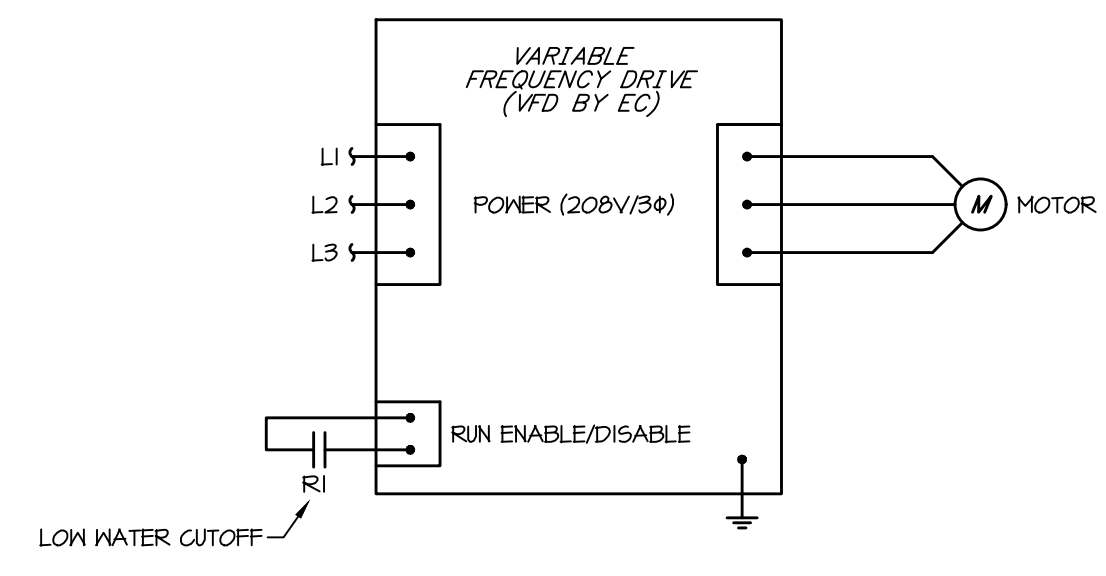 VARIABLE
FREQUENCY DRIVE
(VFD BY EC)
L1
L2
L3
POWER (208V/3Φ)
M
MOTOR
RUN ENABLE/DISABLE
R1
LOW WATER CUTOFF